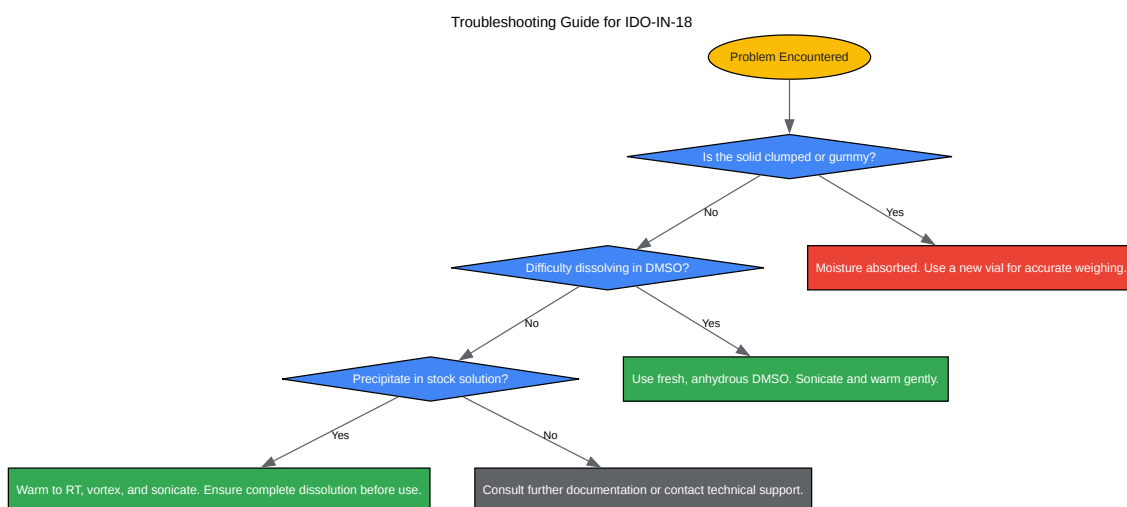 Troubleshooting Guide for IDO-IN-18
Problem Encountered
Is the solid clumped or gummy?
No
Yes
Difficulty dissolving in DMSO?
Moisture absorbed. Use a new vial for accurate weighing.
No
Yes
Precipitate in stock solution?
Use fresh, anhydrous DMSO. Sonicate and warm gently.
Yes
No
Warm to RT, vortex, and sonicate. Ensure complete dissolution before use.
Consult further documentation or contact technical support.